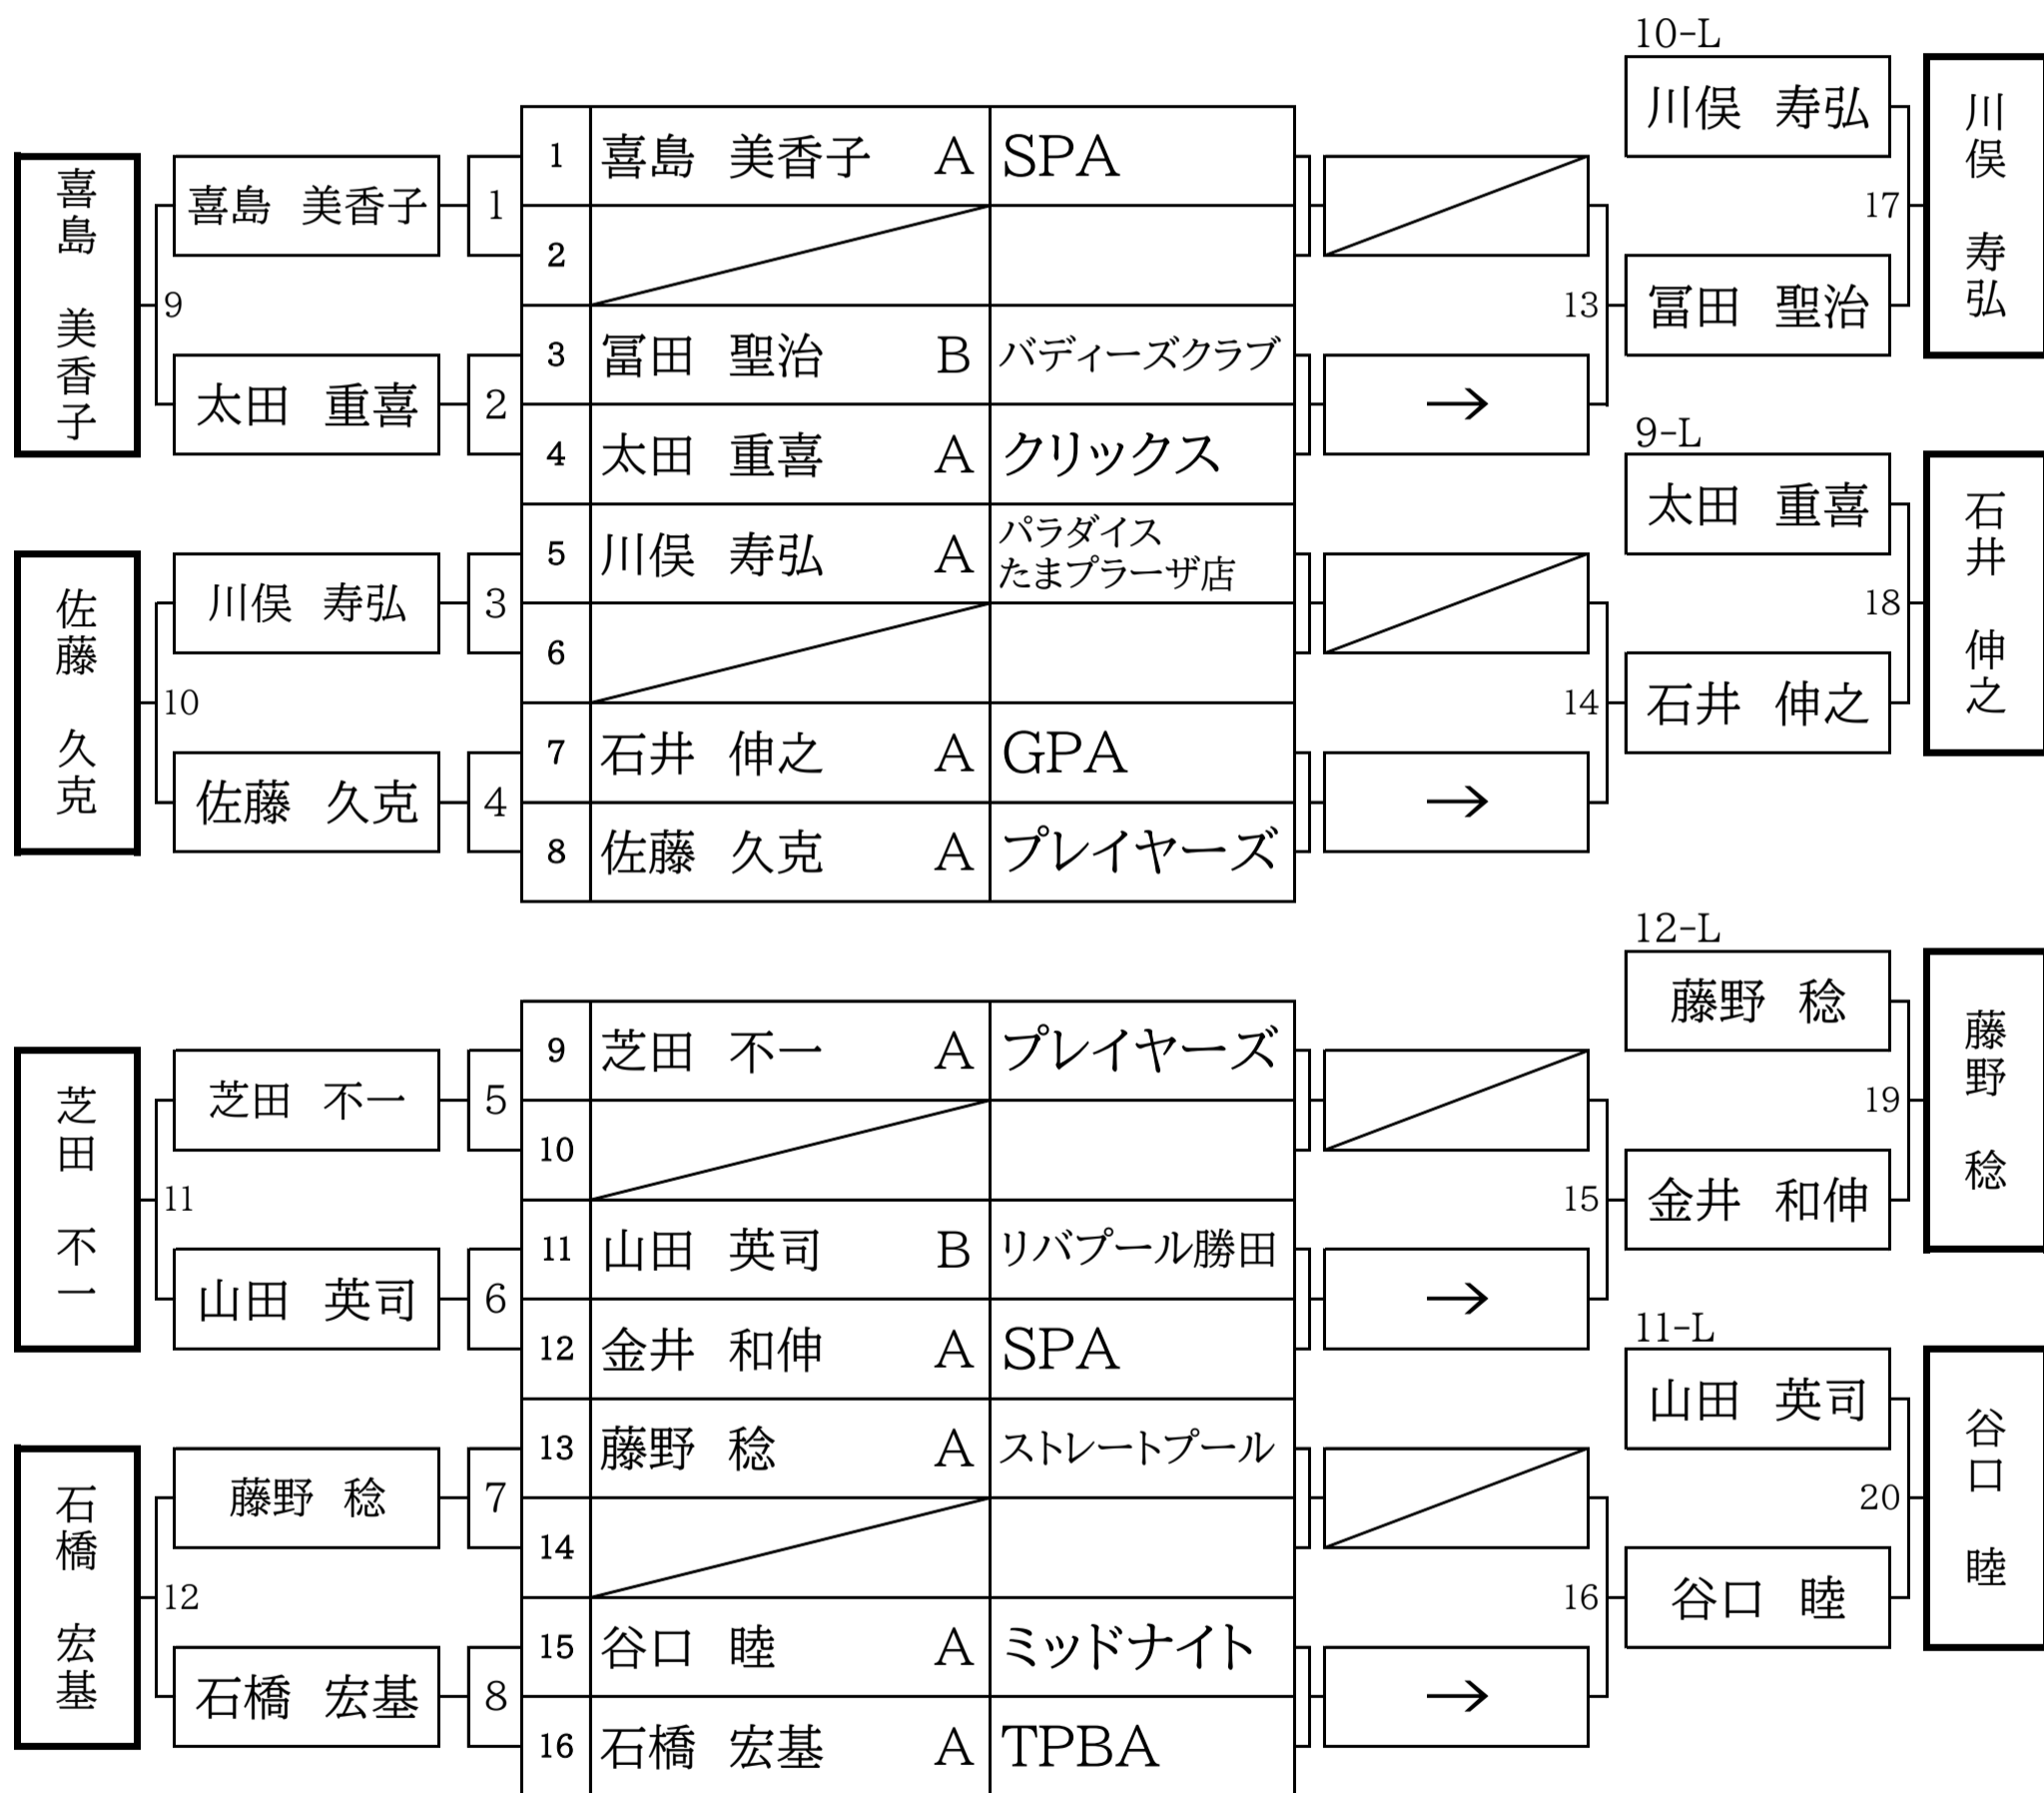 10-L
川俣 寿弘
川俣 寿弘
17
冨田 聖治
13
9-L
太田 重喜
石井 伸之
18
石井 伸之
14
喜島 美香子
喜島 美香子
1
9
太田 重喜
2
佐藤 久克
川俣 寿弘
3
10
佐藤 久克
4
1 喜島 美香子 A SPA
2
3 冨田 聖治 B バディーズクラブ
4 太田 重喜 A クリックス →
5 川俣 寿弘 A パラダイス
たまプラーザ店
6
7 石井 伸之 A GPA
8 佐藤 久克 A プレイヤーズ →
12-L
藤野 稔
藤野 稔
19
金井 和伸
15
11-L
山田 英司
谷口 睦
20
谷口 睦
16
芝田 不一
芝田 不一
5
11
山田 英司
6
石橋 宏基
藤野 稔
7
12
石橋 宏基
8
9 芝田 不一 A プレイヤーズ
10
11 山田 英司 B リバプール勝田
12 金井 和伸 A SPA →
13 藤野 稔 A ストレートプール
14
15 谷口 睦 A ミッドナイト
16 石橋 宏基 A TPBA →